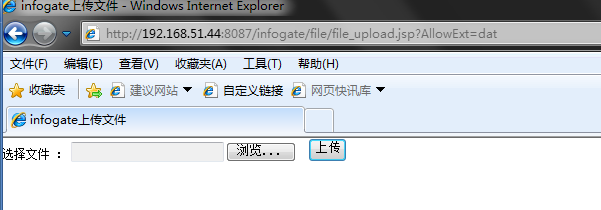 infogate上传文件 - Windows Internet Explorer
http://192.168.51.44:8087/infogate/file/file_upload.jsp?AllowExt=dat
文件(F) 编辑(E) 查看(V) 收藏夹(A) 工具(T) 帮助(H)
收藏夹 建议网站 自定义链接 网页快讯库
infogate上传文件
选择文件 : 浏览... 上传